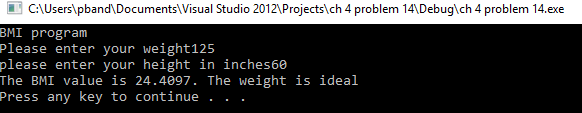 C:\Users\pband\Documents\Visual Studio 2012\Projects\ch 4 problem 14\Debug\ch 4 problem 14.exe
BMI program
Please enter your weight125
please enter your height in inches60
The BMI value is 24.4097. The weight is ideal
Press any key to continue . . .